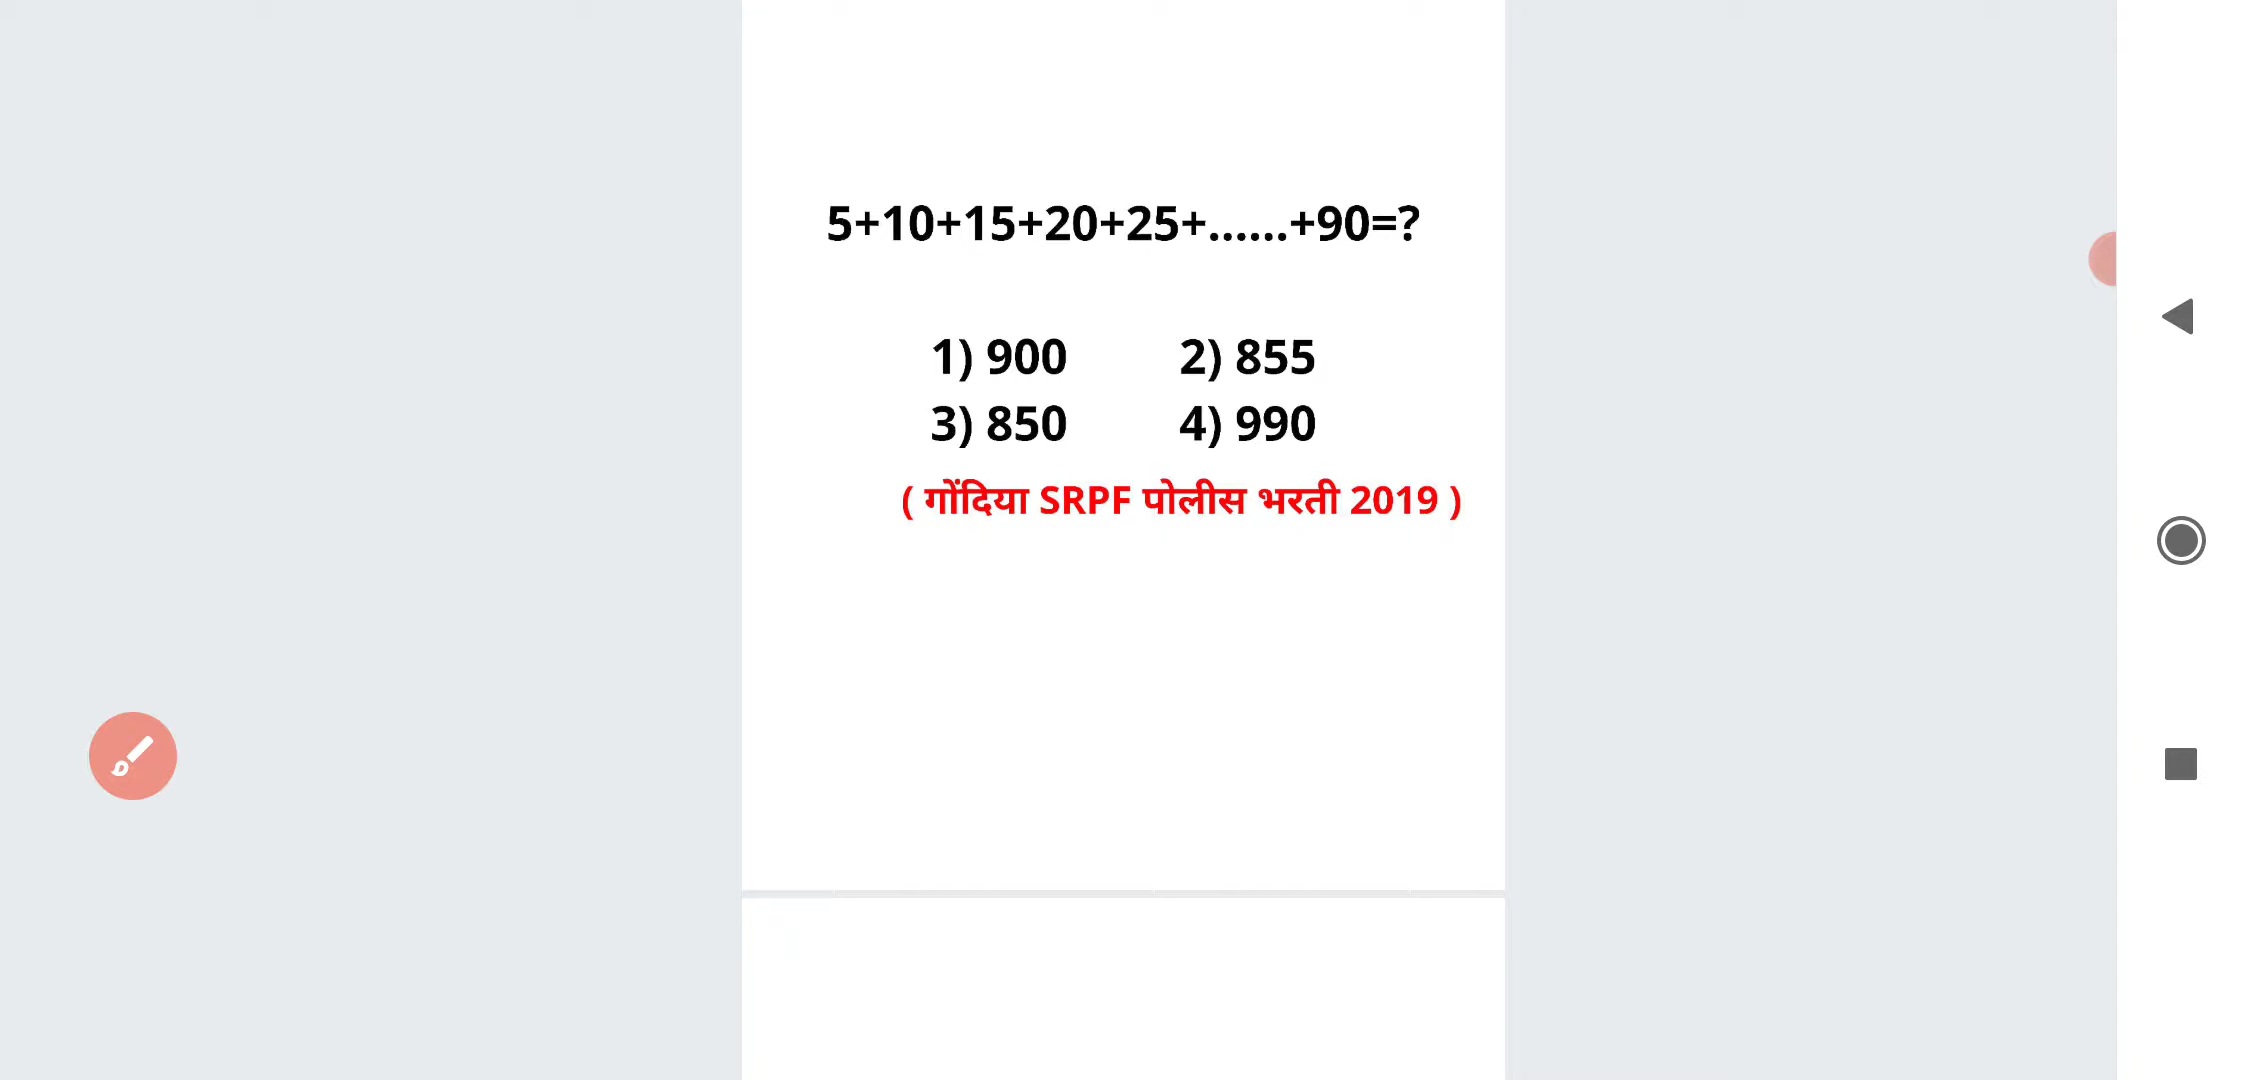 5+10+15+20+25+......+90=?
1) 900 2) 855
3) 850 4) 990
( गोंदिया SRPF पोलीस भरती 2019 )